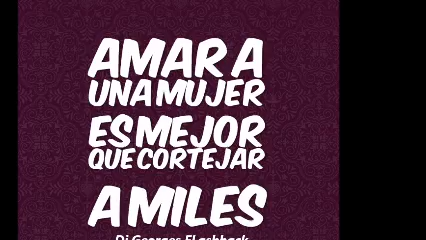 AMAR A
UNA MUJER
ES MEJOR
QUE CORTEJAR
A MILES
Dj Georges FLashback